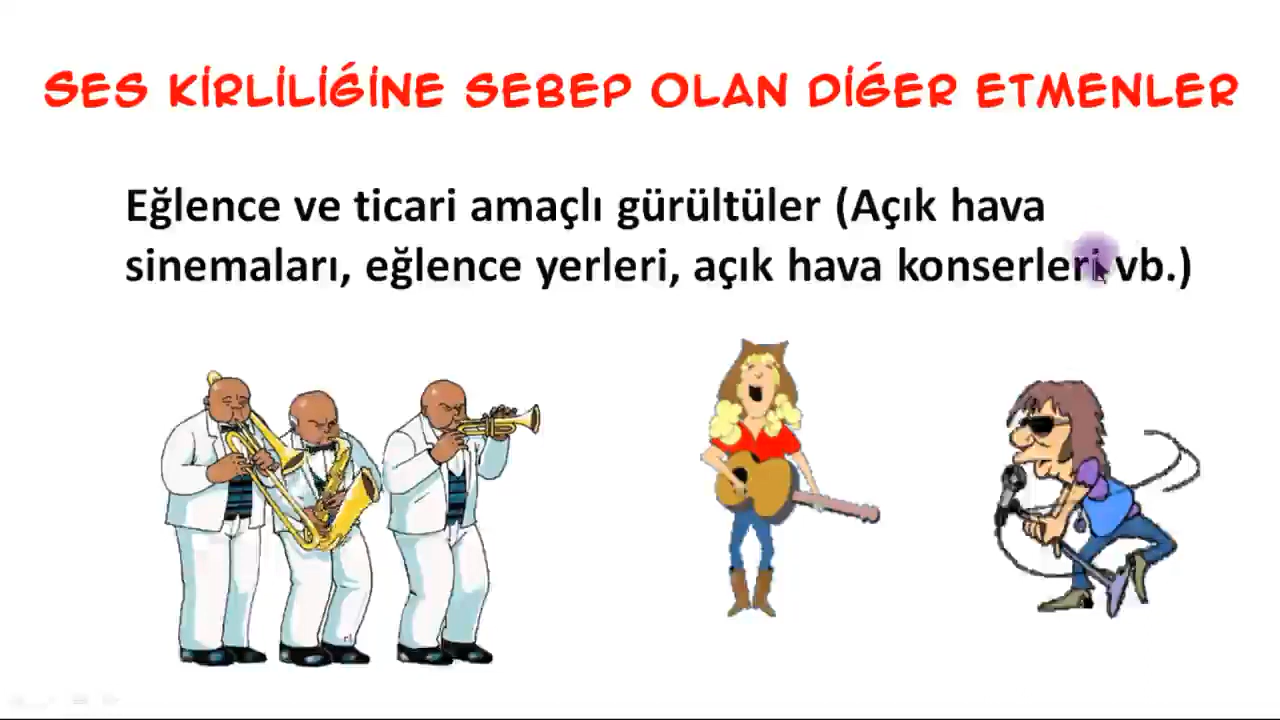 SES KİRLİLİĞİNE SEBEP OLAN DİĞER ETMENLER
Eğlence ve ticari amaçlı gürültüler (Açık hava
sinemaları, eğlence yerleri, açık hava konserleri vb.)